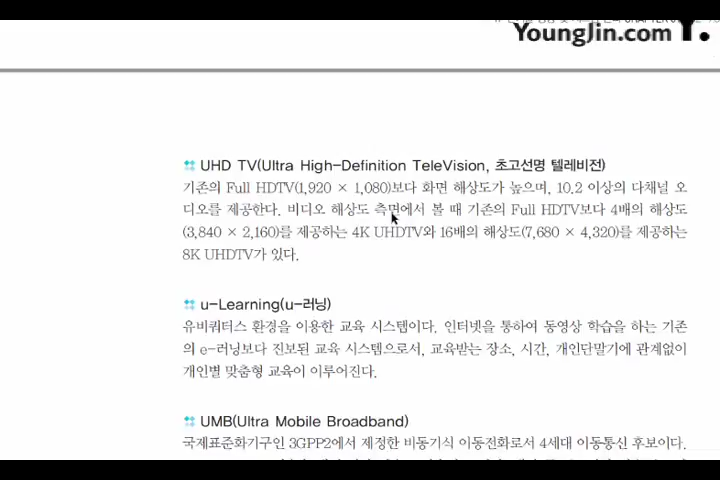 YoungJin.com Y.
UHD TV(Ultra High-Definition TeleVision, 초고선명 텔레비전)
기존의 Full HDTV(1,920 × 1,080)보다 화면 해상도가 높으며, 10.2 이상의 다채널 오
디오를 제공한다. 비디오 해상도 측면에서 볼 때 기존의 Full HDTV보다 4배의 해상도
(3,840 × 2,160)를 제공하는 4K UHDTV와 16배의 해상도(7,680 × 4,320)를 제공하는
8K UHDTV가 있다.
u-Learning(u-러닝)
유비쿼터스 환경을 이용한 교육 시스템이다. 인터넷을 통하여 동영상 학습을 하는 기존
의 e-러닝보다 진보된 교육 시스템으로서, 교육받는 장소, 시간, 개인단말기에 관계없이
개인별 맞춤형 교육이 이루어진다.
UMB(Ultra Mobile Broadband)
국제표준화기구인 3GPP2에서 제정한 비동기식 이동전화로서 4세대 이동통신 후보이다.